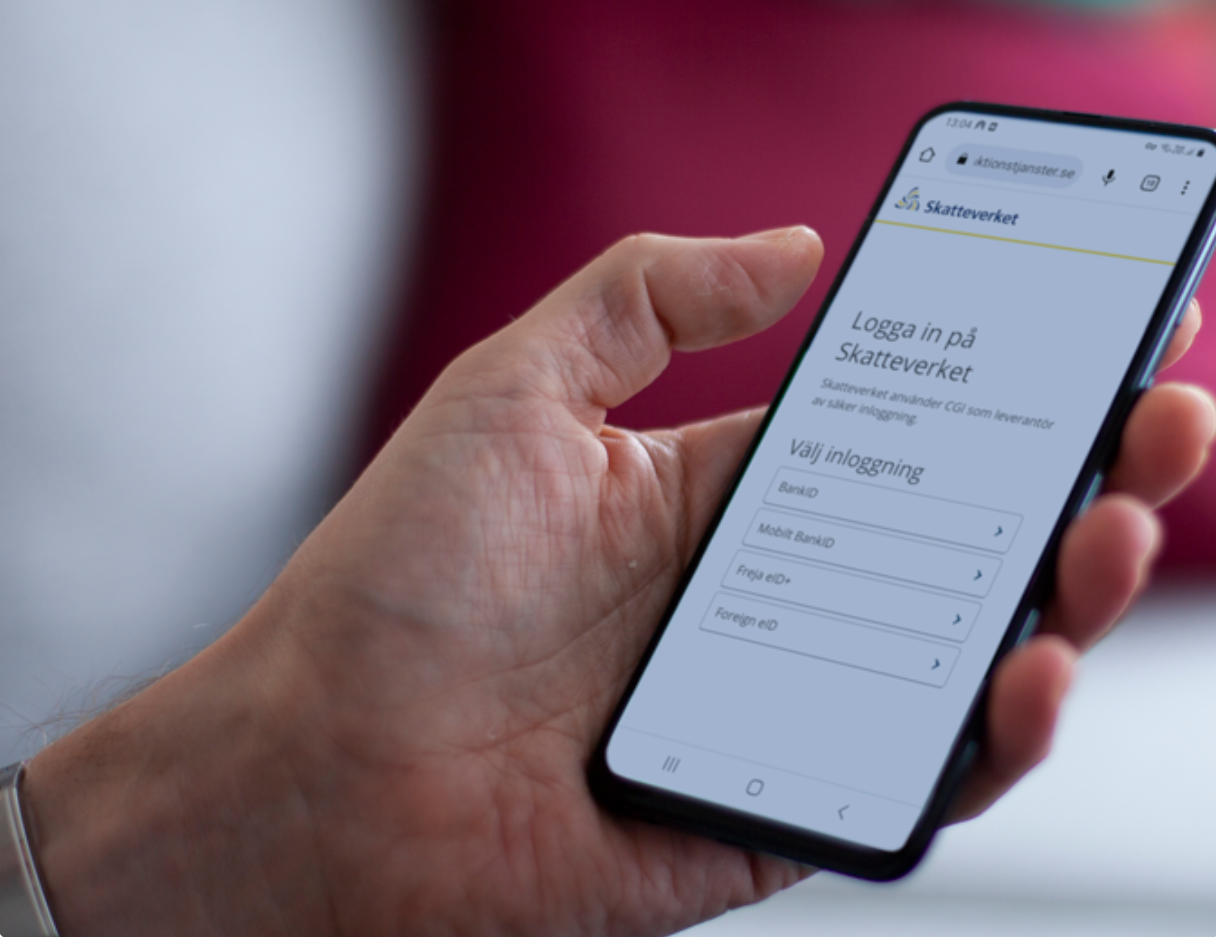 13:04
ktionstjanster.se
Skatteverket
Logga in på
Skatteverket
Skatteverket använder CGI som leverantör
av säker inloggning.
Välj inloggning
BankID
Mobilt BankID
Freja eID+
Foreign eID